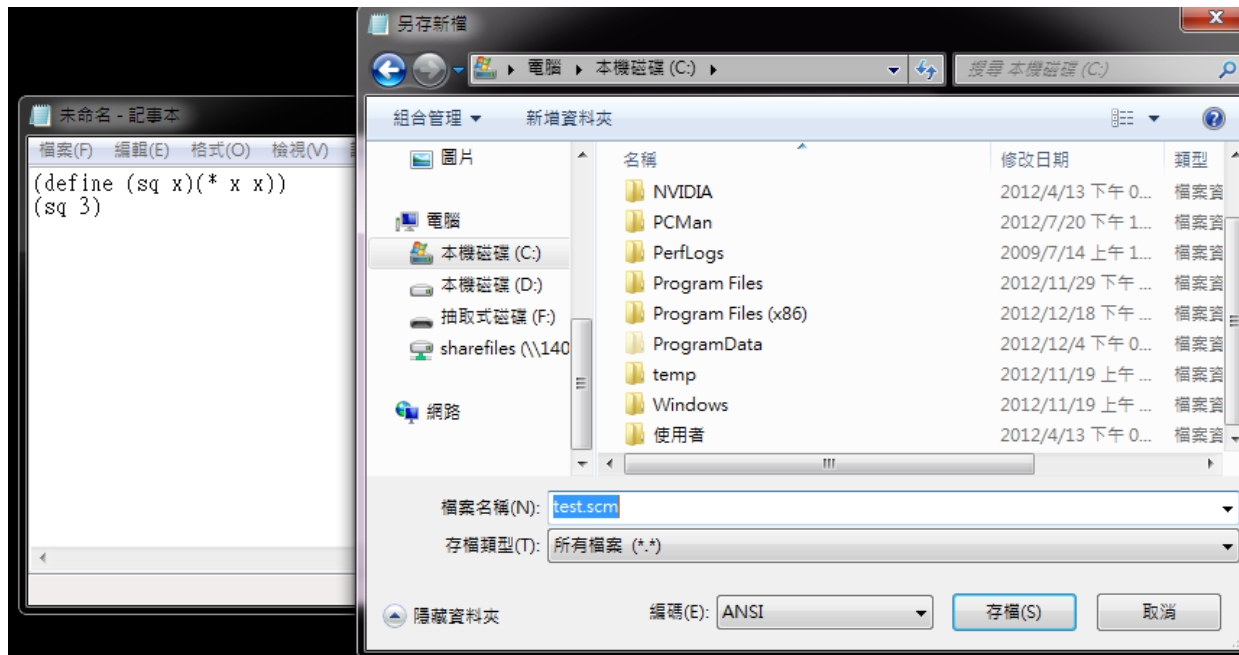 另存新檔
電腦 ▸ 本機磁碟 (C:) ▸
搜尋 本機磁碟 (C:)
未命名 - 記事本
檔案(F) 編輯(E) 格式(O) 檢視(V)
(define (sq x)(* x x))
(sq 3)
組合管理 ▼ 新增資料夾
圖片
電腦
本機磁碟 (C:)
本機磁碟 (D:)
抽取式磁碟 (F:)
sharefiles (\\140
網路
名稱 修改日期 類型
NVIDIA 2012/4/13 下午 0... 檔案資
PCMan 2012/7/20 下午 1... 檔案資
PerfLogs 2009/7/14 上午 1... 檔案資
Program Files 2012/11/29 下午 ... 檔案資
Program Files (x86) 2012/12/18 下午 ... 檔案資
ProgramData 2012/12/4 下午 0... 檔案資
temp 2012/11/19 上午 ... 檔案資
Windows 2012/11/19 上午 ... 檔案資
使用者 2012/4/13 下午 0... 檔案資
檔案名稱(N): test.scm
存檔類型(T): 所有檔案 (*.*)
隱藏資料夾
編碼(E): ANSI
存檔(S) 取消